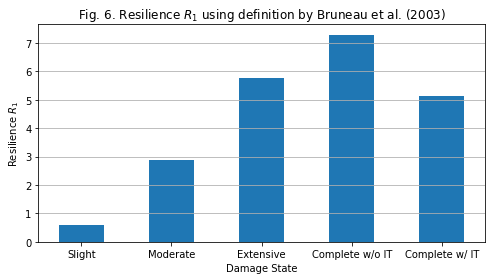 Fig. 6. Resilience R₁ using definition by Bruneau et al. (2003)
7
6
5
4
3
2
1
0
Resilience R₁
Slight Moderate Extensive Complete w/o IT Complete w/ IT
Damage State